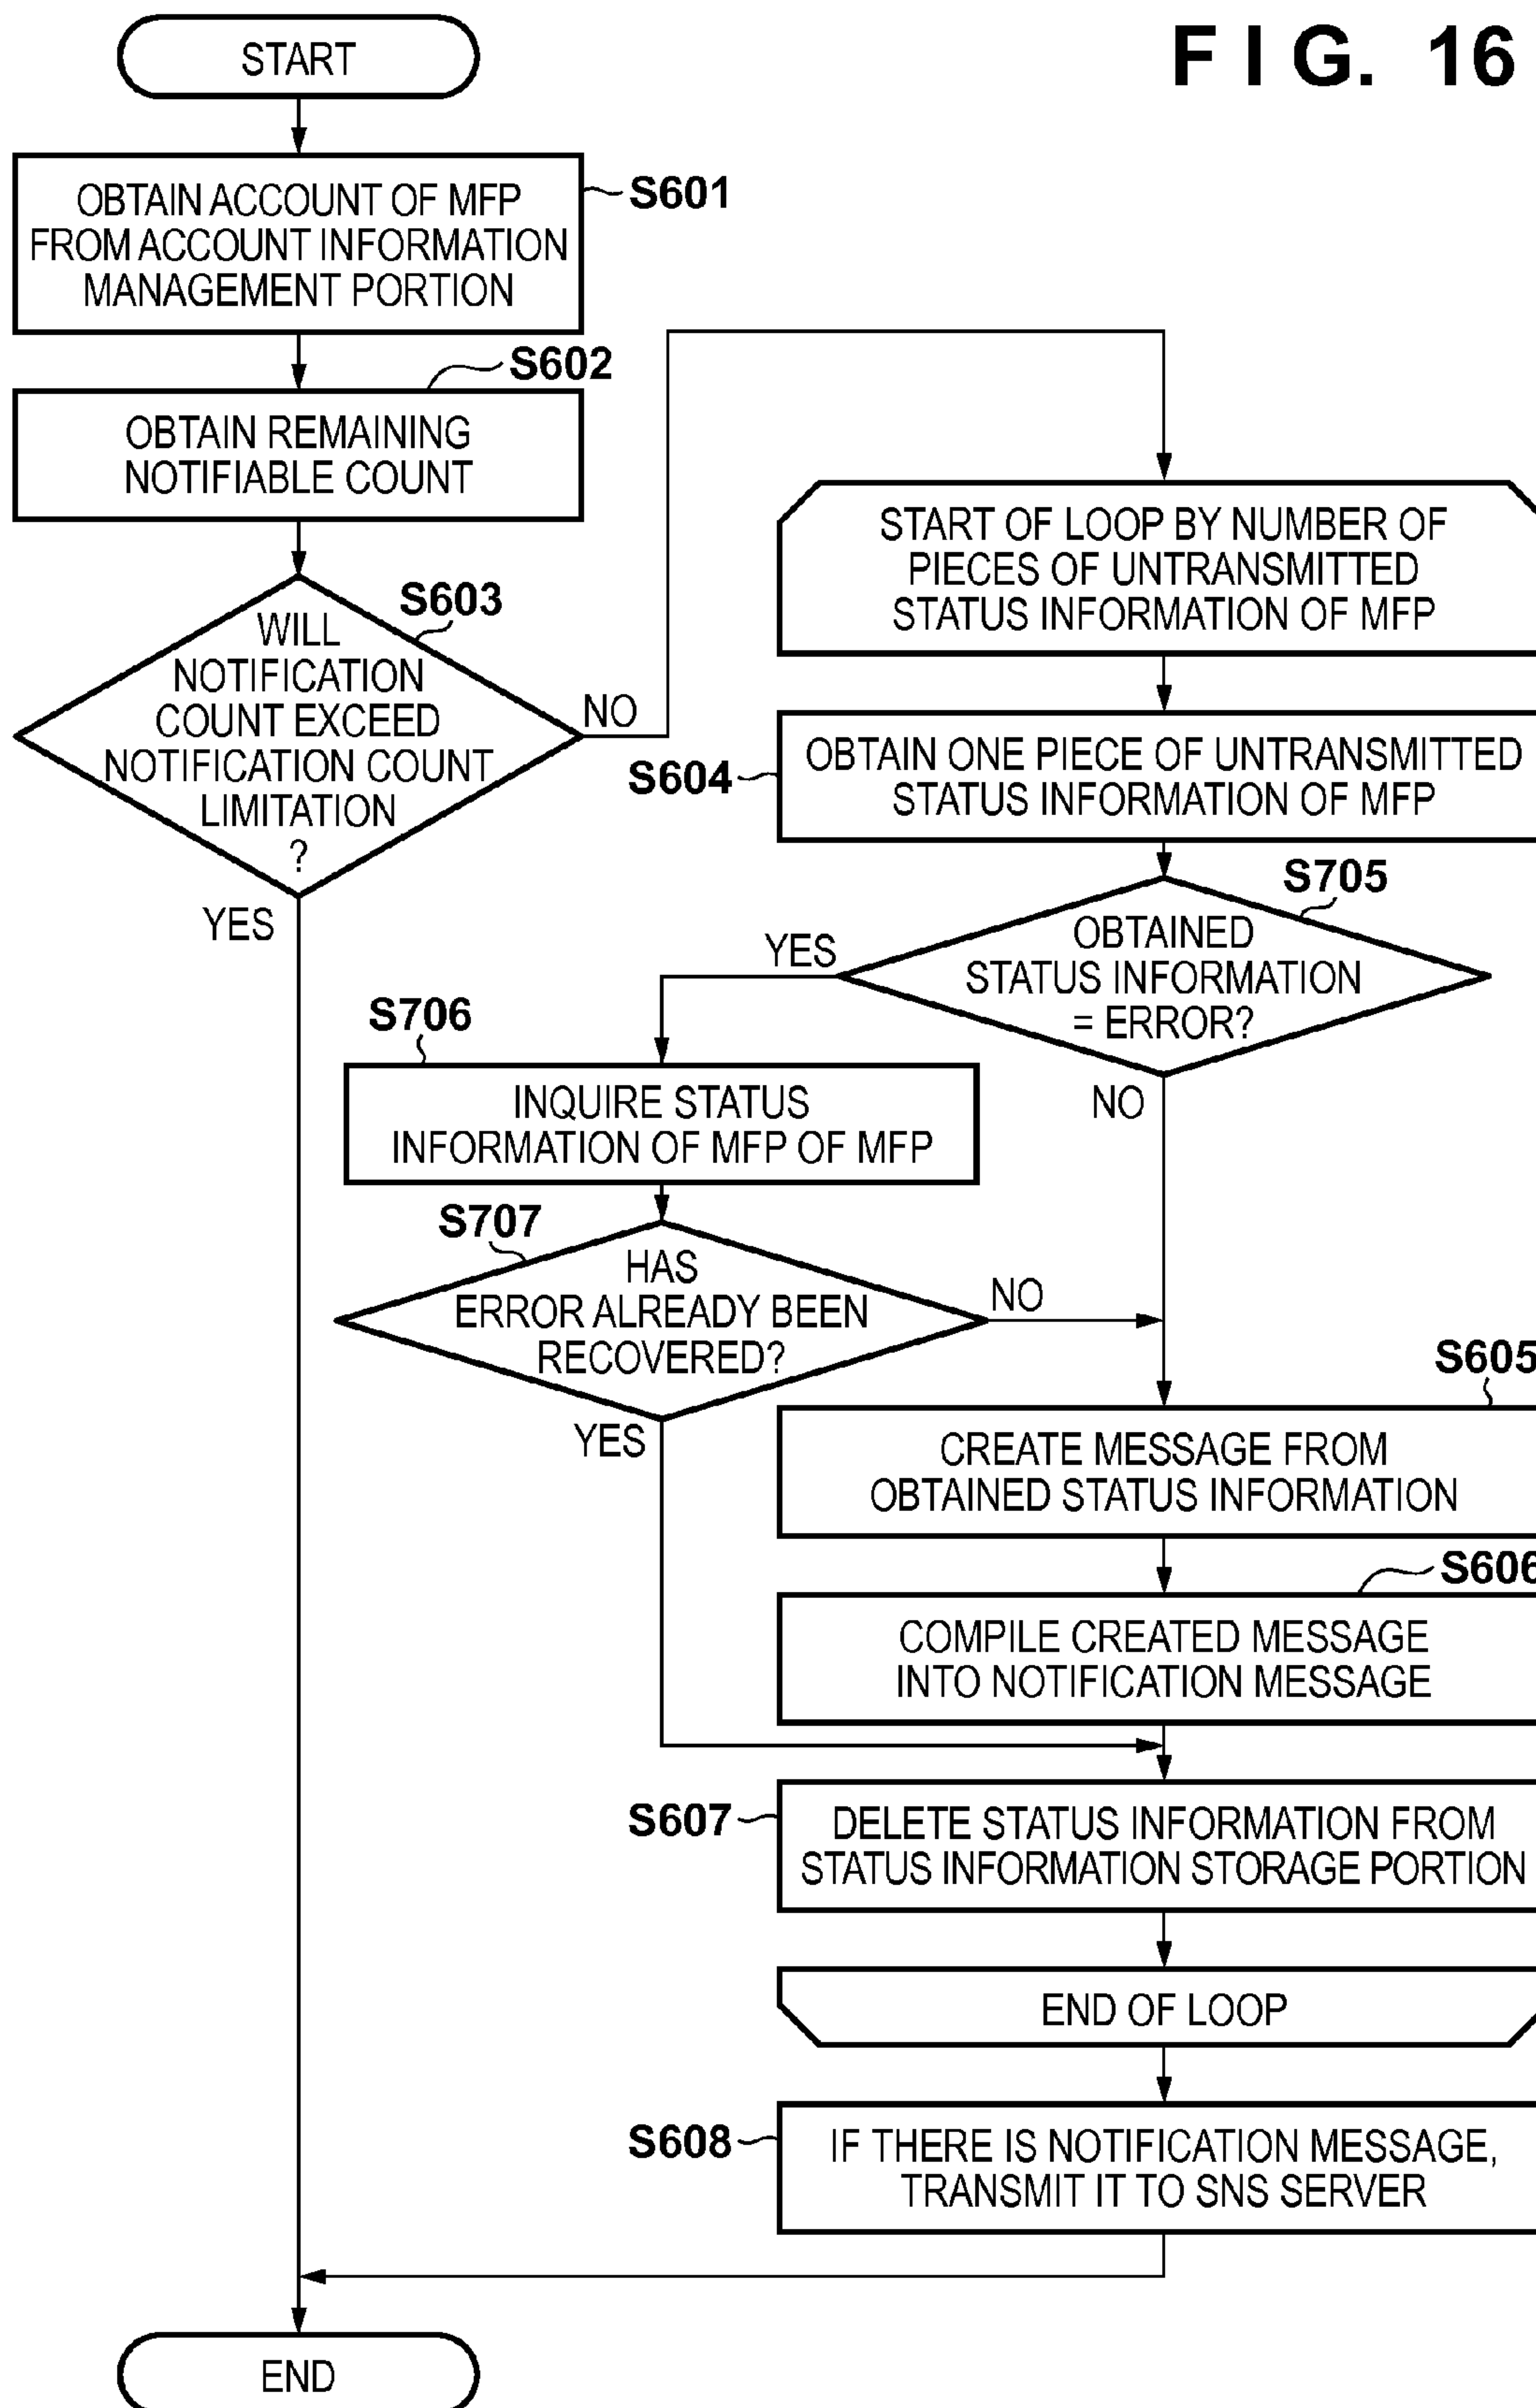 FIG. 16
START
OBTAIN ACCOUNT OF MFP
FROM ACCOUNT INFORMATION
MANAGEMENT PORTION
S601
S602
OBTAIN REMAINING
NOTIFIABLE COUNT
S603
WILL
NOTIFICATION
COUNT EXCEED
NOTIFICATION COUNT
LIMITATION
?
NO
YES
START OF LOOP BY NUMBER OF
PIECES OF UNTRANSMITTED
STATUS INFORMATION OF MFP
S604
OBTAIN ONE PIECE OF UNTRANSMITTED
STATUS INFORMATION OF MFP
S705
OBTAINED
STATUS INFORMATION
= ERROR?
YES
NO
S706
INQUIRE STATUS
INFORMATION OF MFP OF MFP
S707
HAS
ERROR ALREADY BEEN
RECOVERED?
NO
YES
S605
CREATE MESSAGE FROM
OBTAINED STATUS INFORMATION
S606
COMPILE CREATED MESSAGE
INTO NOTIFICATION MESSAGE
S607
DELETE STATUS INFORMATION FROM
STATUS INFORMATION STORAGE PORTION
END OF LOOP
S608
IF THERE IS NOTIFICATION MESSAGE,
TRANSMIT IT TO SNS SERVER
END